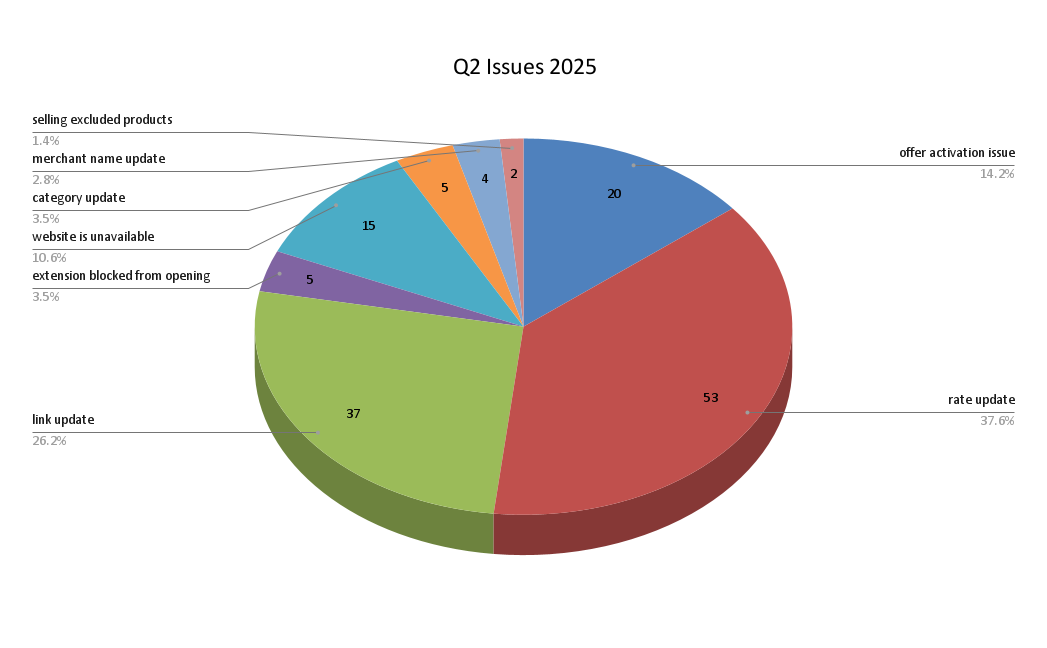 Q2 Issues 2025
selling excluded products
1.4%
merchant name update
2.8%
category update
3.5%
website is unavailable
10.6%
extension blocked from opening
3.5%
link update
26.2%
offer activation issue
14.2%
rate update
37.6%
20
53
37
5
15
5
4
2